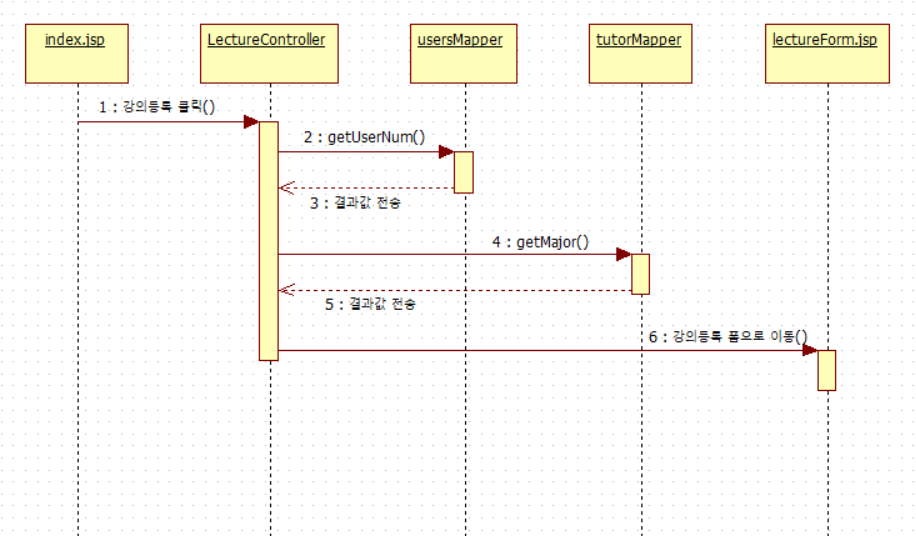 index.jsp
LectureController
usersMapper
tutorMapper
lectureForm.jsp
1 : 강의등록 클릭()
2 : getUserNum()
3 : 결과값 전송
4 : getMajor()
5 : 결과값 전송
6 : 강의등록 폼으로 이동()